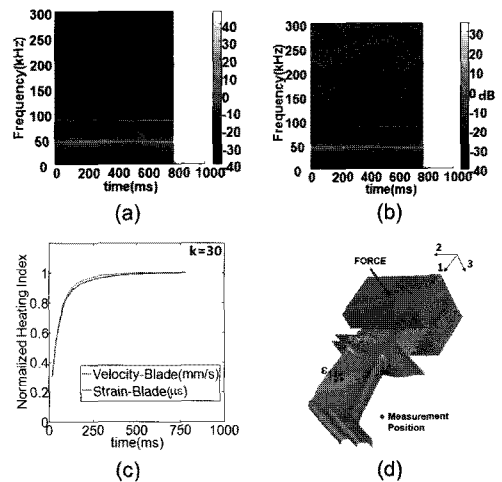 300
250
200
150
100
50
0
Frequency(kHz)
0 200 400 600 800 1000
time(ms)
40
30
20
10
0
-10
-20
-30
-40
(a)
300
250
200
150
100
50
0
Frequency(kHz)
0 200 400 600 800 1000
time(ms)
30
20
10
0
dB
-10
-20
-30
-40
(b)
k=30
1
0.8
0.6
0.4
0.2
0
Normalized Heating Index
Velocity-Blade(mm/s)
Strain-Blade(με)
250 500 750 1000
time(ms)
(c)
2
1
3
FORCE
ε
Measurement
Position
(d)